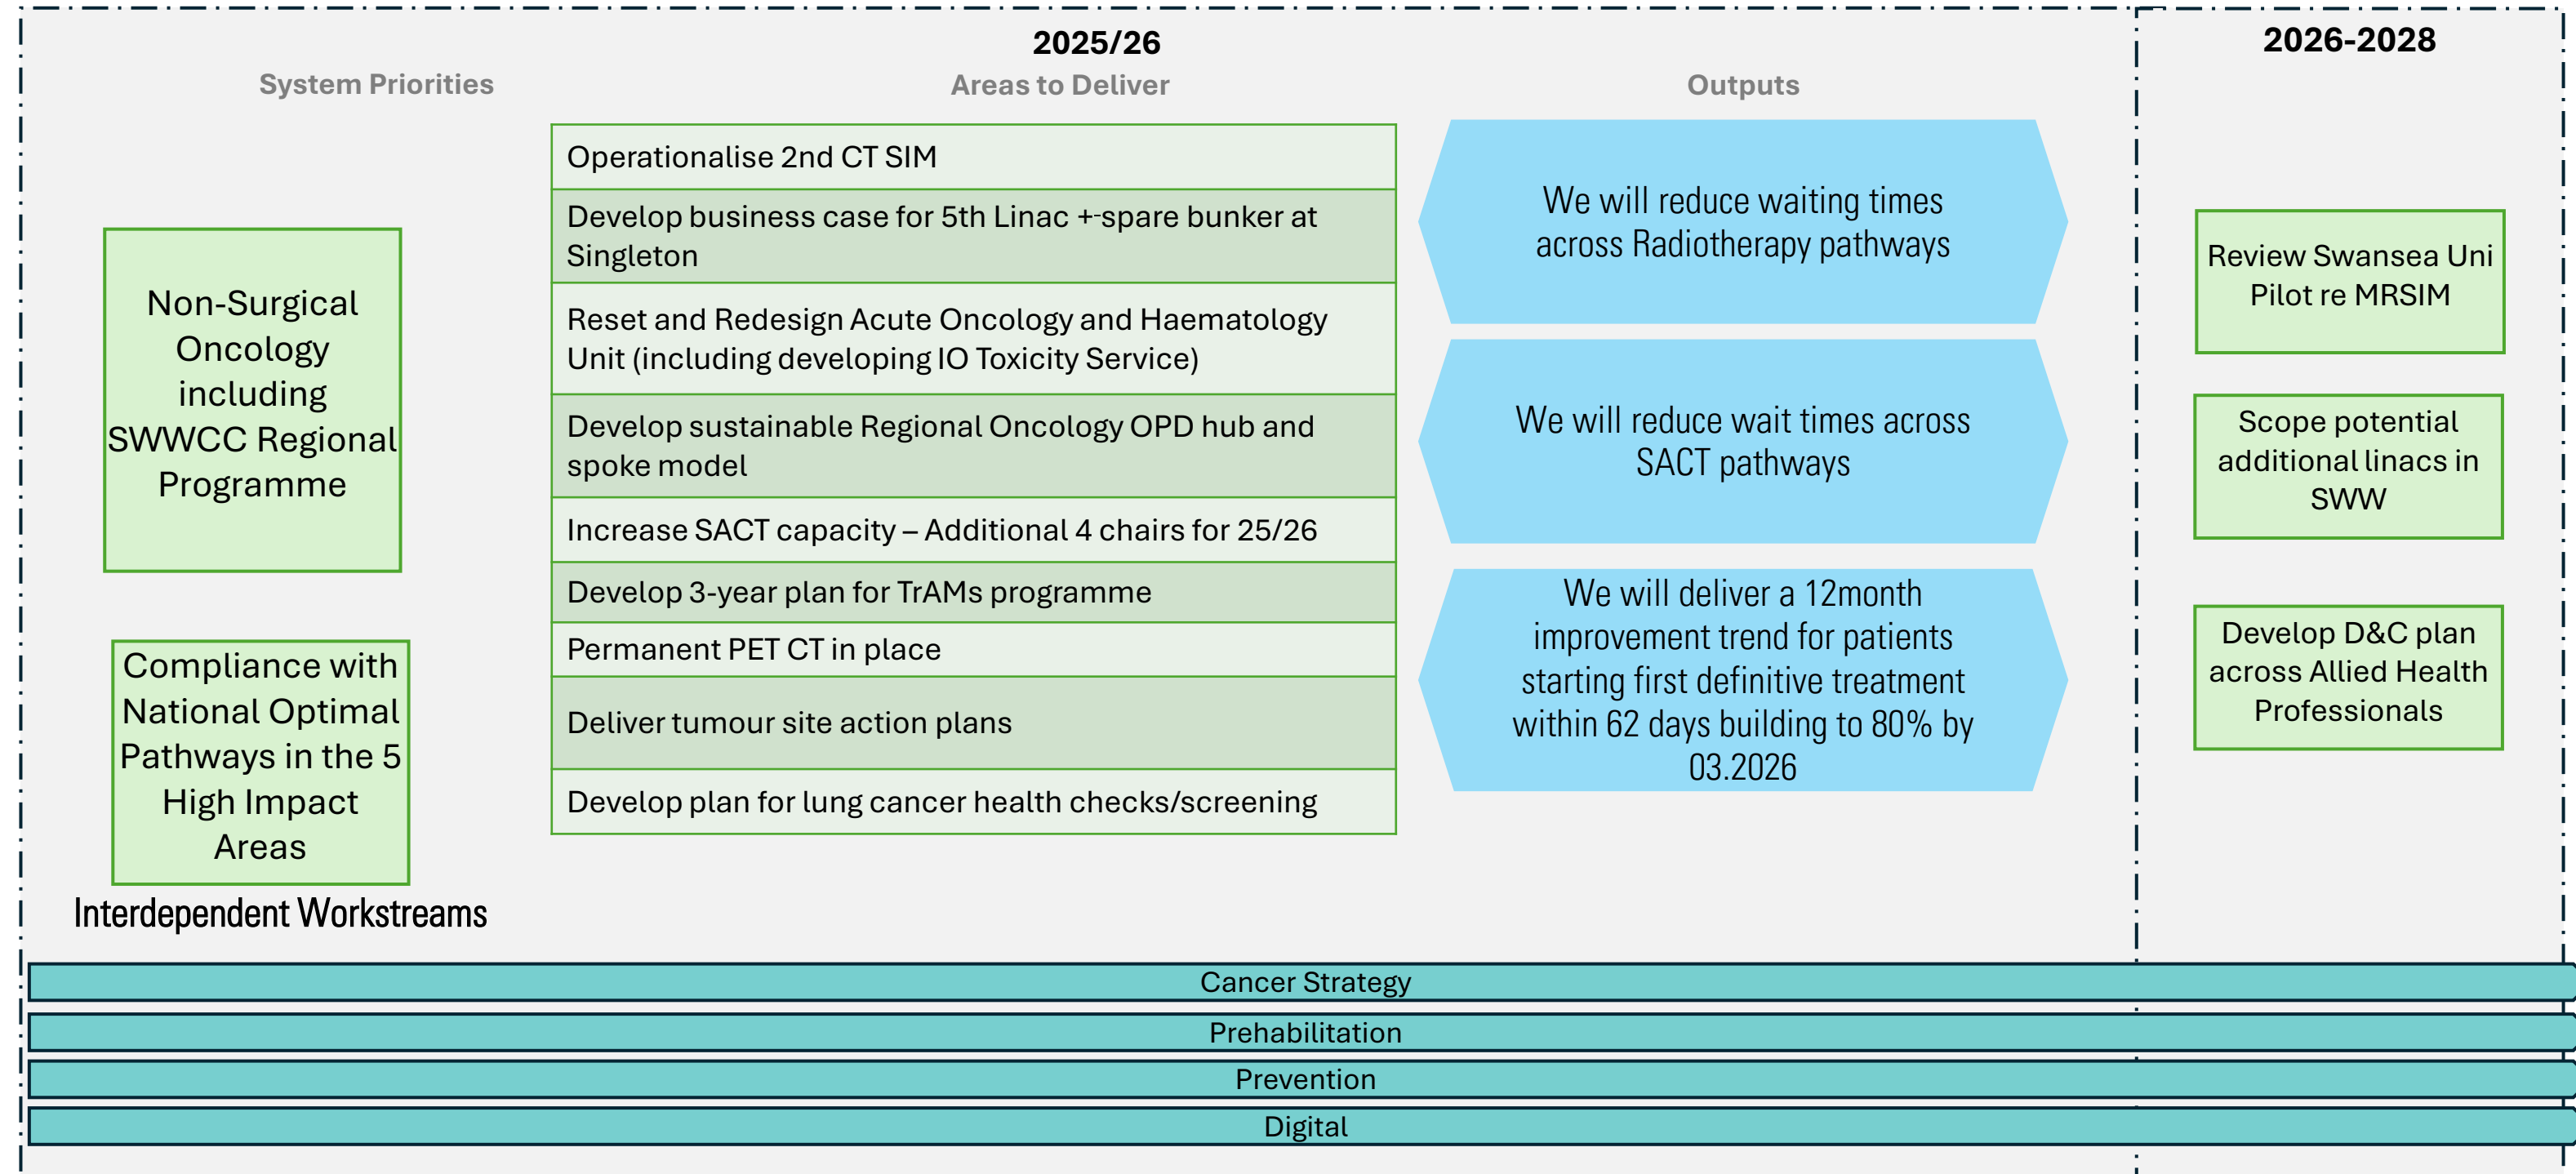 2025/26
2026-2028
System Priorities
Areas to Deliver
Outputs
Non-Surgical
Oncology
including
SWWCC Regional
Programme
Compliance with
National Optimal
Pathways in the 5
High Impact
Areas
Operationalise 2nd CT SIM
Develop business case for 5th Linac +-spare bunker at
Singleton
Reset and Redesign Acute Oncology and Haematology
Unit (including developing IO Toxicity Service)
Develop sustainable Regional Oncology OPD hub and
spoke model
Increase SACT capacity – Additional 4 chairs for 25/26
Develop 3-year plan for TrAMs programme
Permanent PET CT in place
Deliver tumour site action plans
Develop plan for lung cancer health checks/screening
We will reduce waiting times
across Radiotherapy pathways
We will reduce wait times across
SACT pathways
We will deliver a 12month
improvement trend for patients
starting first definitive treatment
within 62 days building to 80% by
03.2026
Review Swansea Uni
Pilot re MRSIM
Scope potential
additional linacs in
SWW
Develop D&C plan
across Allied Health
Professionals
Interdependent Workstreams
Cancer Strategy
Prehabilitation
Prevention
Digital